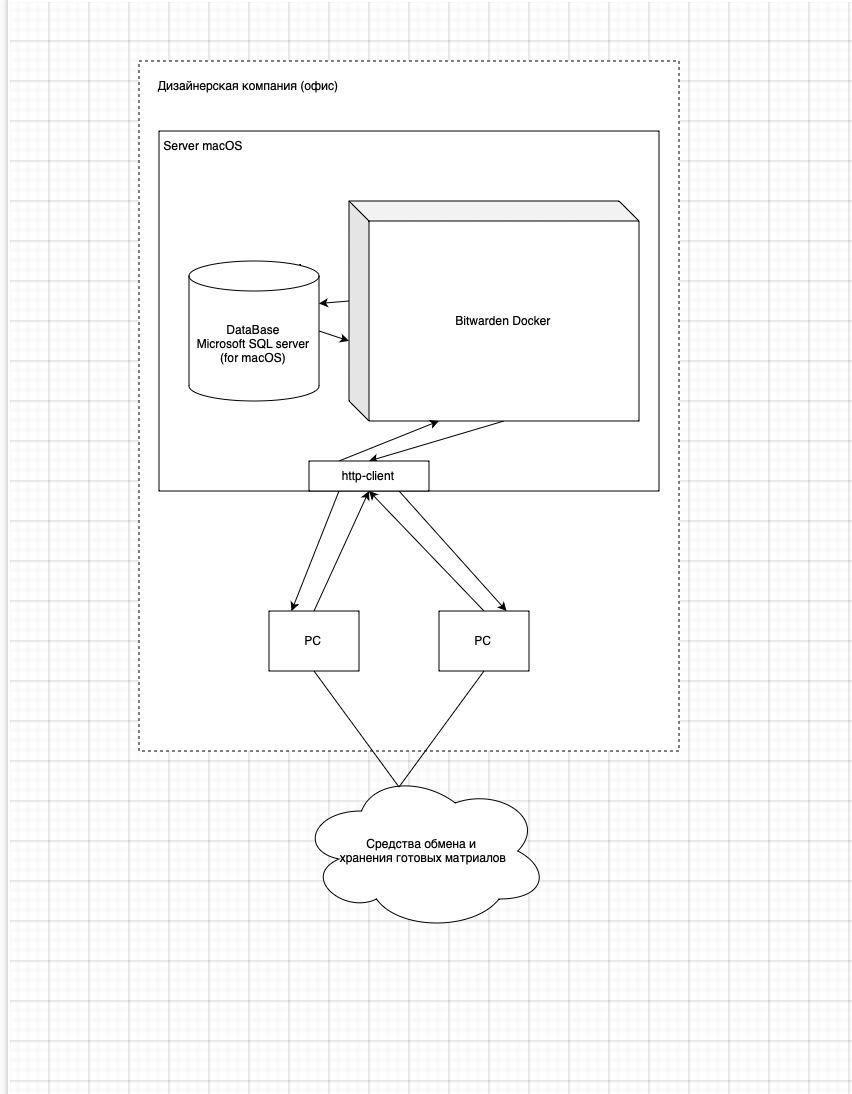 Дизайнерская компания (офис)
Server macOS
Bitwarden Docker
DataBase
Microsoft SQL server
(for macOS)
http-client
PC
PC
Средства обмена и
хранения готовых матриалов